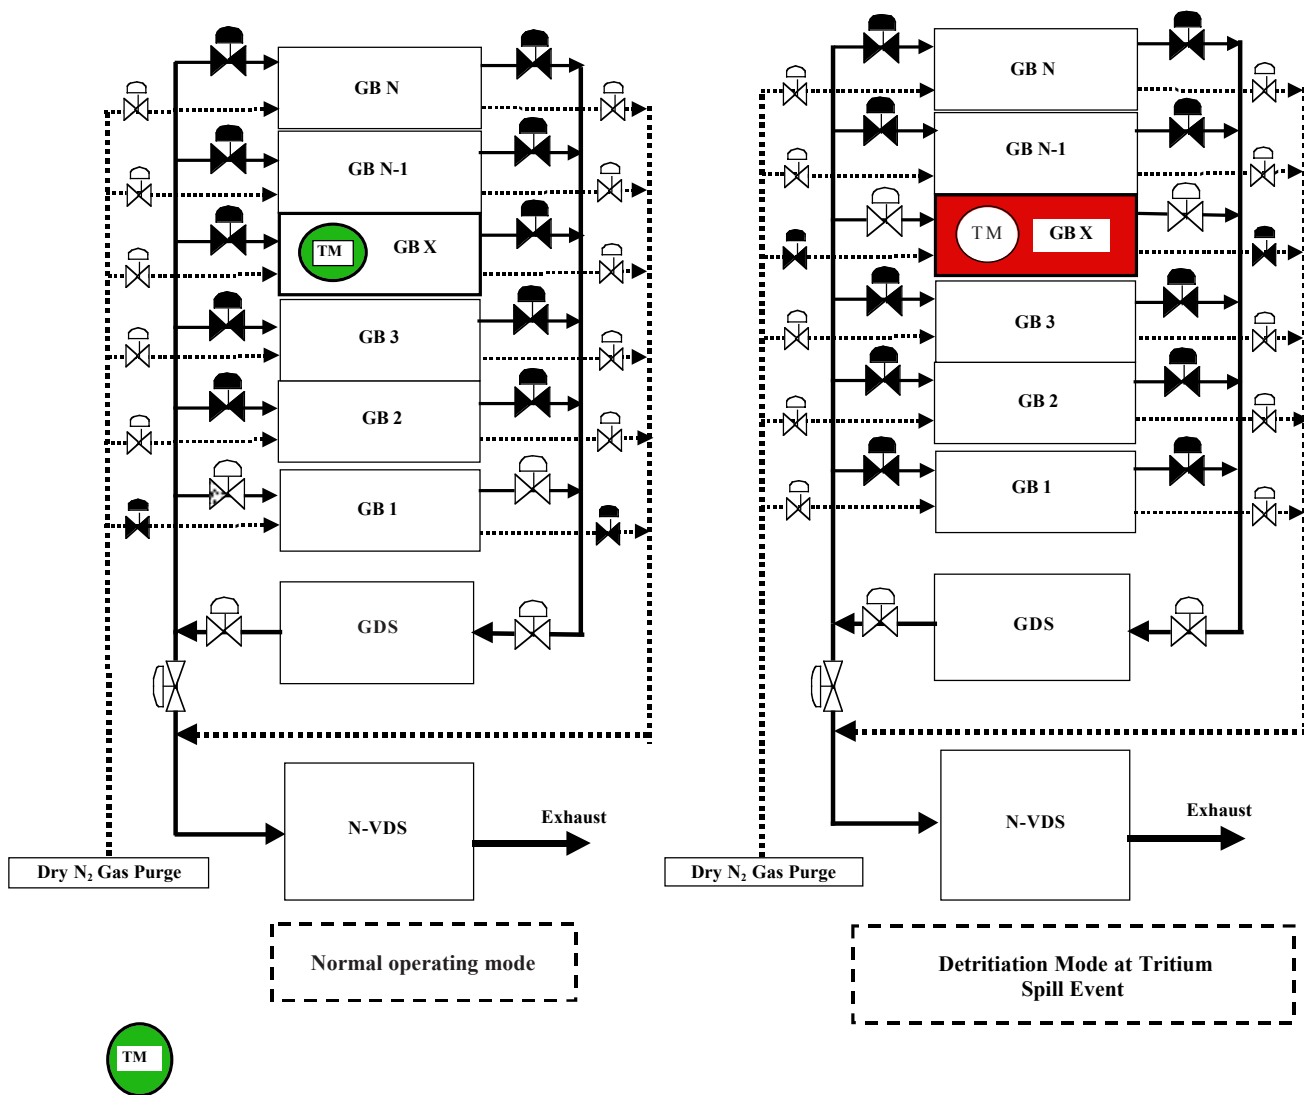 GB N
GB N-1
TM
GB X
GB 3
GB 2
GB 1
GDS
N-VDS
Exhaust
Dry N₂ Gas Purge
Normal operating mode
TM
GB N
GB N-1
TM
GB X
GB 3
GB 2
GB 1
GDS
N-VDS
Exhaust
Dry N₂ Gas Purge
Detritiation Mode at Tritium
Spill Event